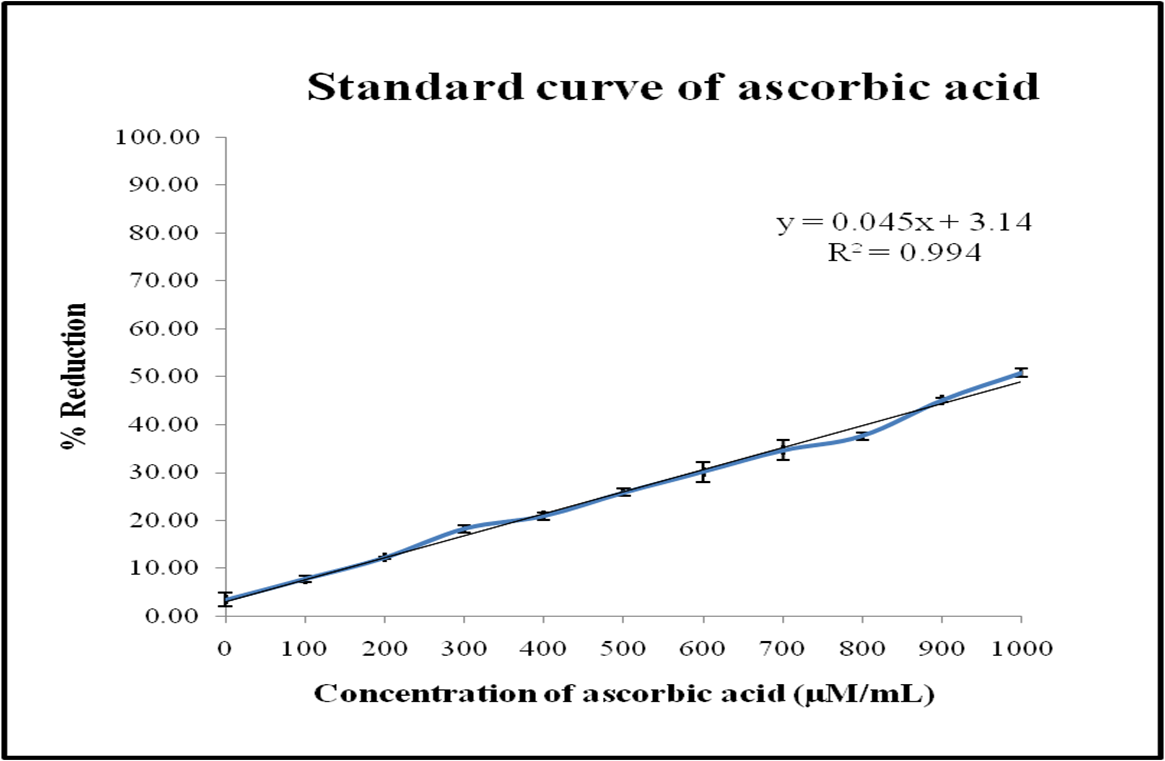 Standard curve of ascorbic acid
100.00
90.00
80.00
70.00
60.00
50.00
40.00
30.00
20.00
10.00
0.00
% Reduction
y = 0.045x + 3.14
R² = 0.994
0 100 200 300 400 500 600 700 800 900 1000
Concentration of ascorbic acid (µM/mL)